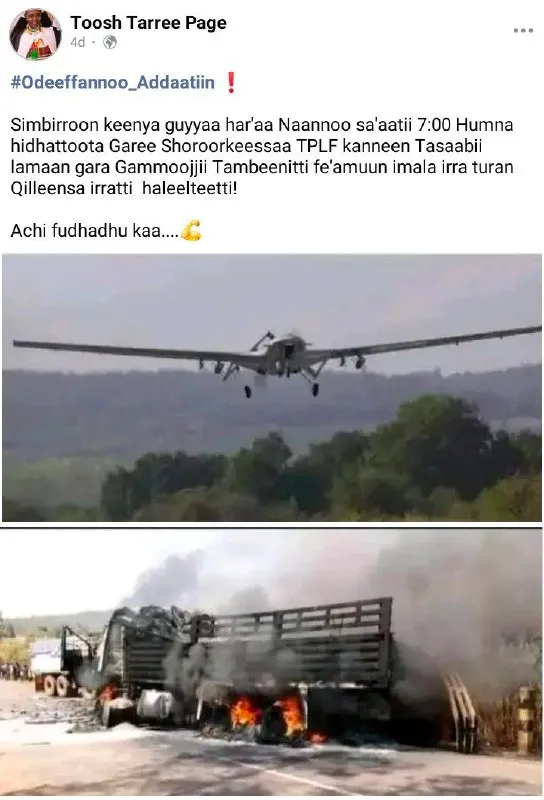 Toosh Tarree Page
4d ·
#Odeeffannoo_Addaatiin ❗
Simbirroon keenya guyyaa har'aa Naannoo sa'aatii 7:00 Humna
hidhattoota Garee Shoroorkeessaa TPLF kanneen Tasaabii
lamaan gara Gammoojjii Tambeenitti fe'amuun imala irra turan
Qilleensa irratti haleelteetti!
Achi fudhadhu kaa....💪